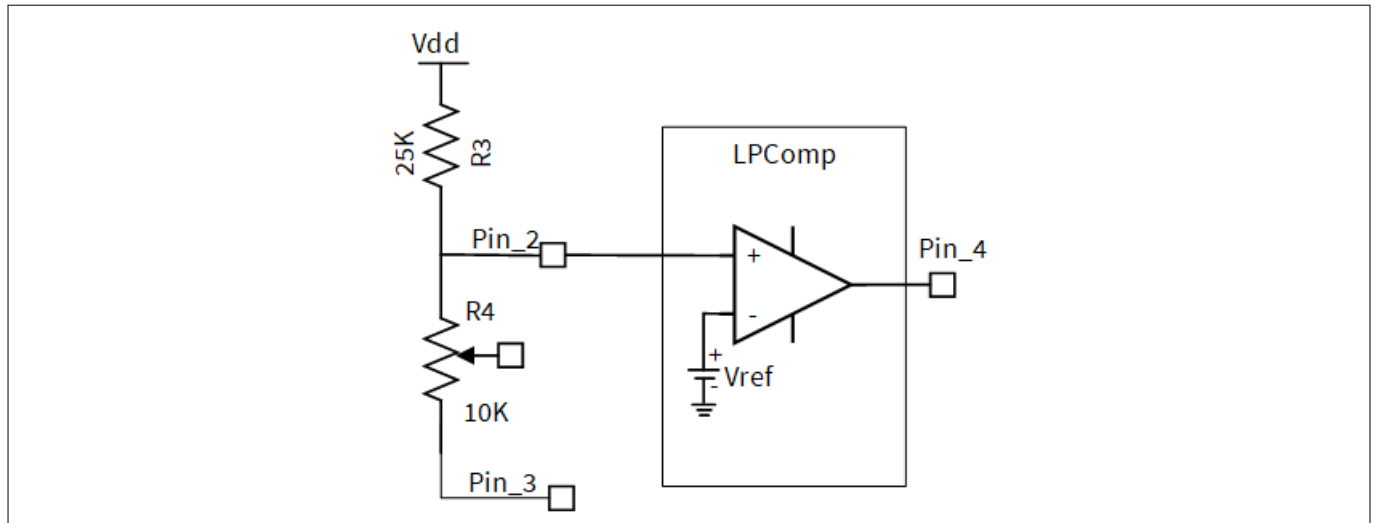 Vdd
25K
R3
LPComp
Pin_2
+
Pin_4
R4
-
+
Vref
-
10K
Pin_3